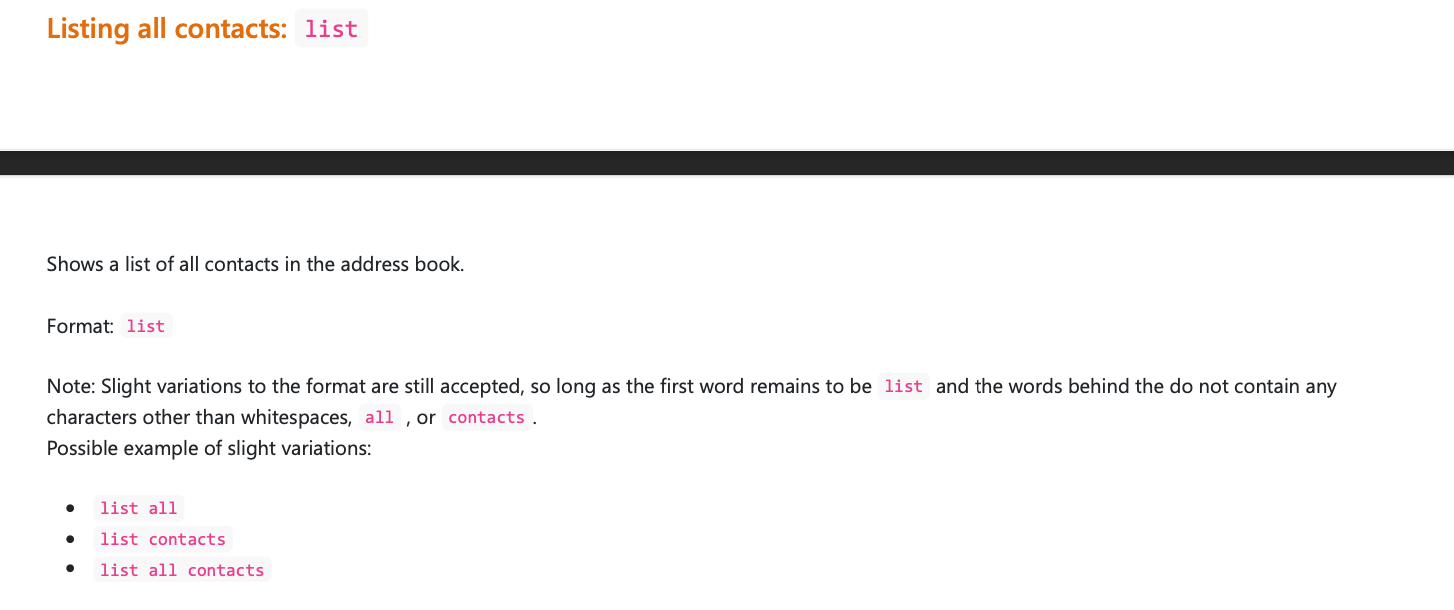 Listing all contacts: list
Shows a list of all contacts in the address book.
Format: list
Note: Slight variations to the format are still accepted, so long as the first word remains to be list and the words behind the do not contain any
characters other than whitespaces, all , or contacts .
Possible example of slight variations:
• list all
• list contacts
• list all contacts